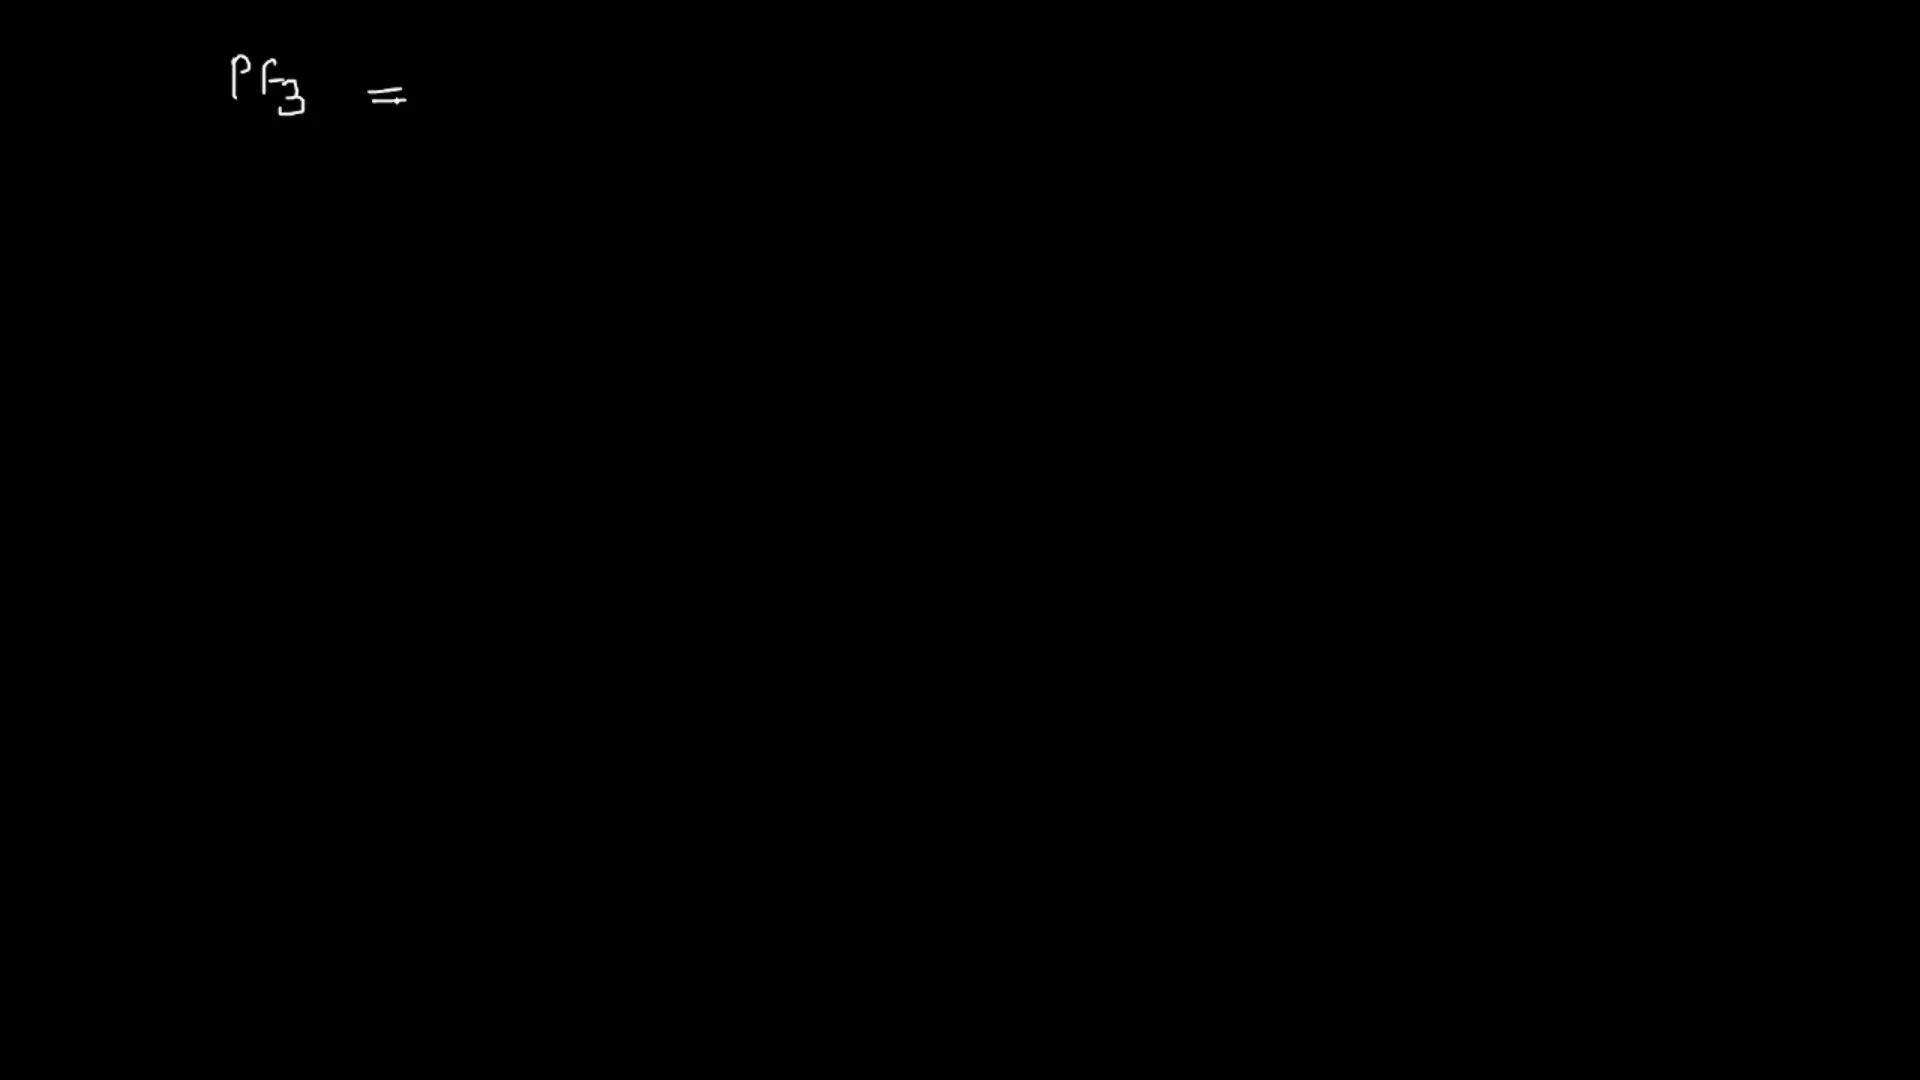 PF₃ =